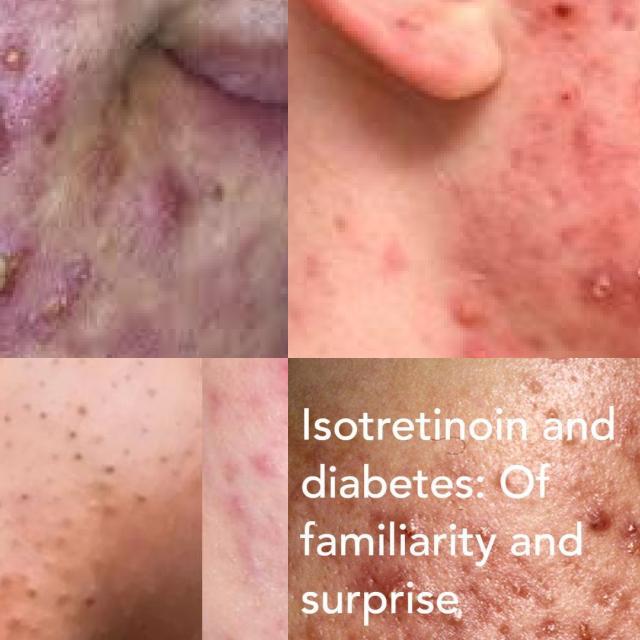 Isotretinoin and
diabetes: Of
familiarity and
surprise